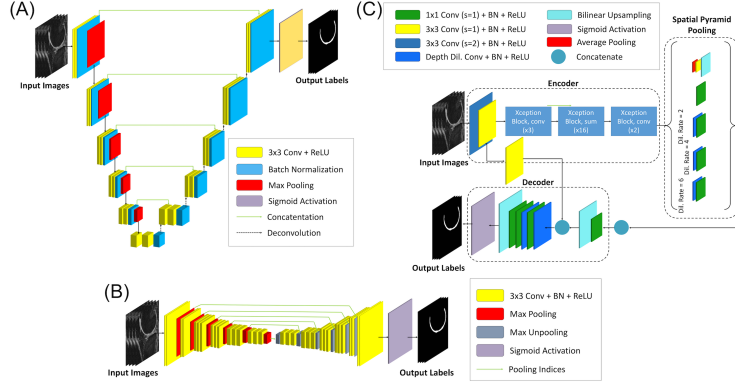 (A)
Input Images
Output Labels
3x3 Conv + ReLU
Batch Normalization
Max Pooling
Sigmoid Activation
Concatentation
Deconvolution
(B)
Input Images
Output Labels
3x3 Conv + BN + ReLU
Max Pooling
Max Unpooling
Sigmoid Activation
Pooling Indices
(C)
1x1 Conv (s=1) + BN + ReLU
3x3 Conv (s=1) + BN + ReLU
3x3 Conv (s=2) + BN + ReLU
Depth Dil. Conv + BN + ReLU
Bilinear Upsampling
Sigmoid Activation
Average Pooling
Concatenate
Spatial Pyramid
Pooling
Encoder
Input Images
Xception
Block, conv
(x3)
Xception
Block, sum
(x16)
Xception
Block, conv
(x2)
Dil. Rate = 2
Dil. Rate = 4
Dil. Rate = 6
Decoder
Output Labels